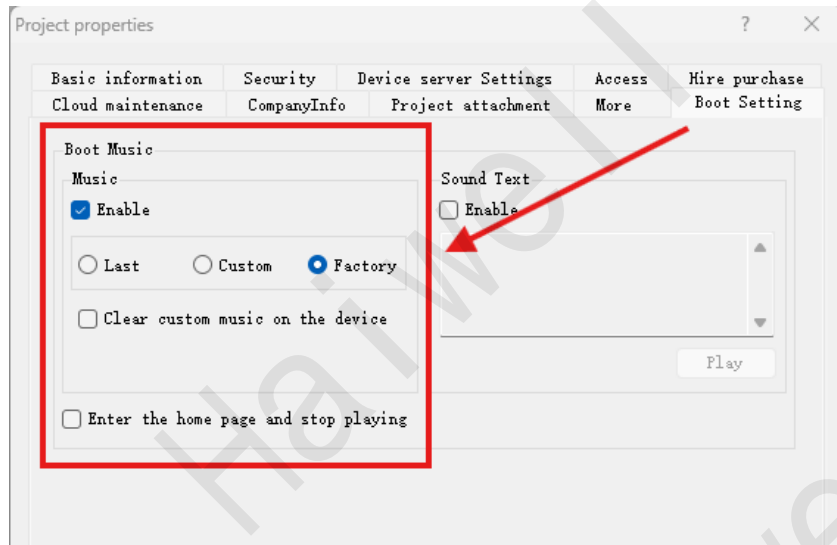 Project properties
Basic information Security Device server Settings Access Hire purchase
Cloud maintenance CompanyInfo Project attachment More Boot Setting
Boot Music
Music
Enable
Last Custom Factory
Clear custom music on the device
Enter the home page and stop playing
Sound Text
Enable
Play
Haiwell